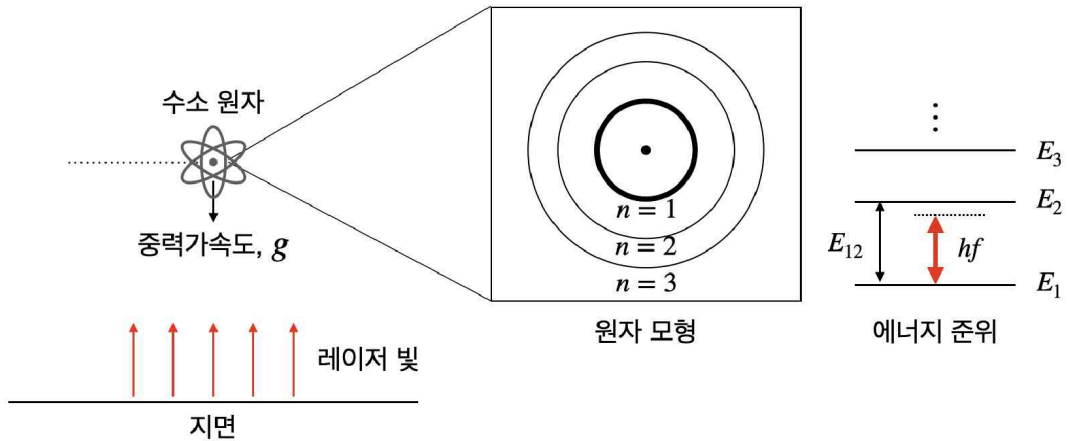 수소 원자
중력가속도, g
레이저 빛
지면
n = 1
n = 2
n = 3
원자 모형
⋮
E₃
E₂
E₁₂
hf
E₁
에너지 준위